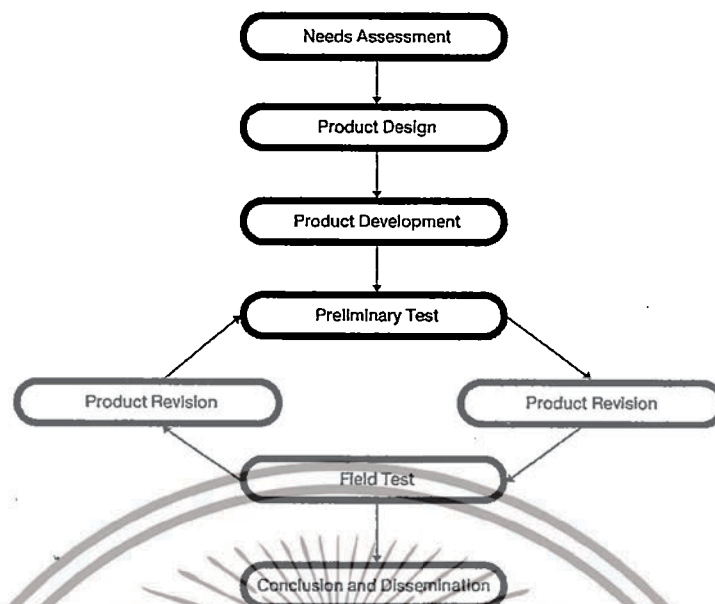 Needs Assessment
Product Design
Product Development
Preliminary Test
Product Revision
Product Revision
Field Test
Conclusion and Dissemination